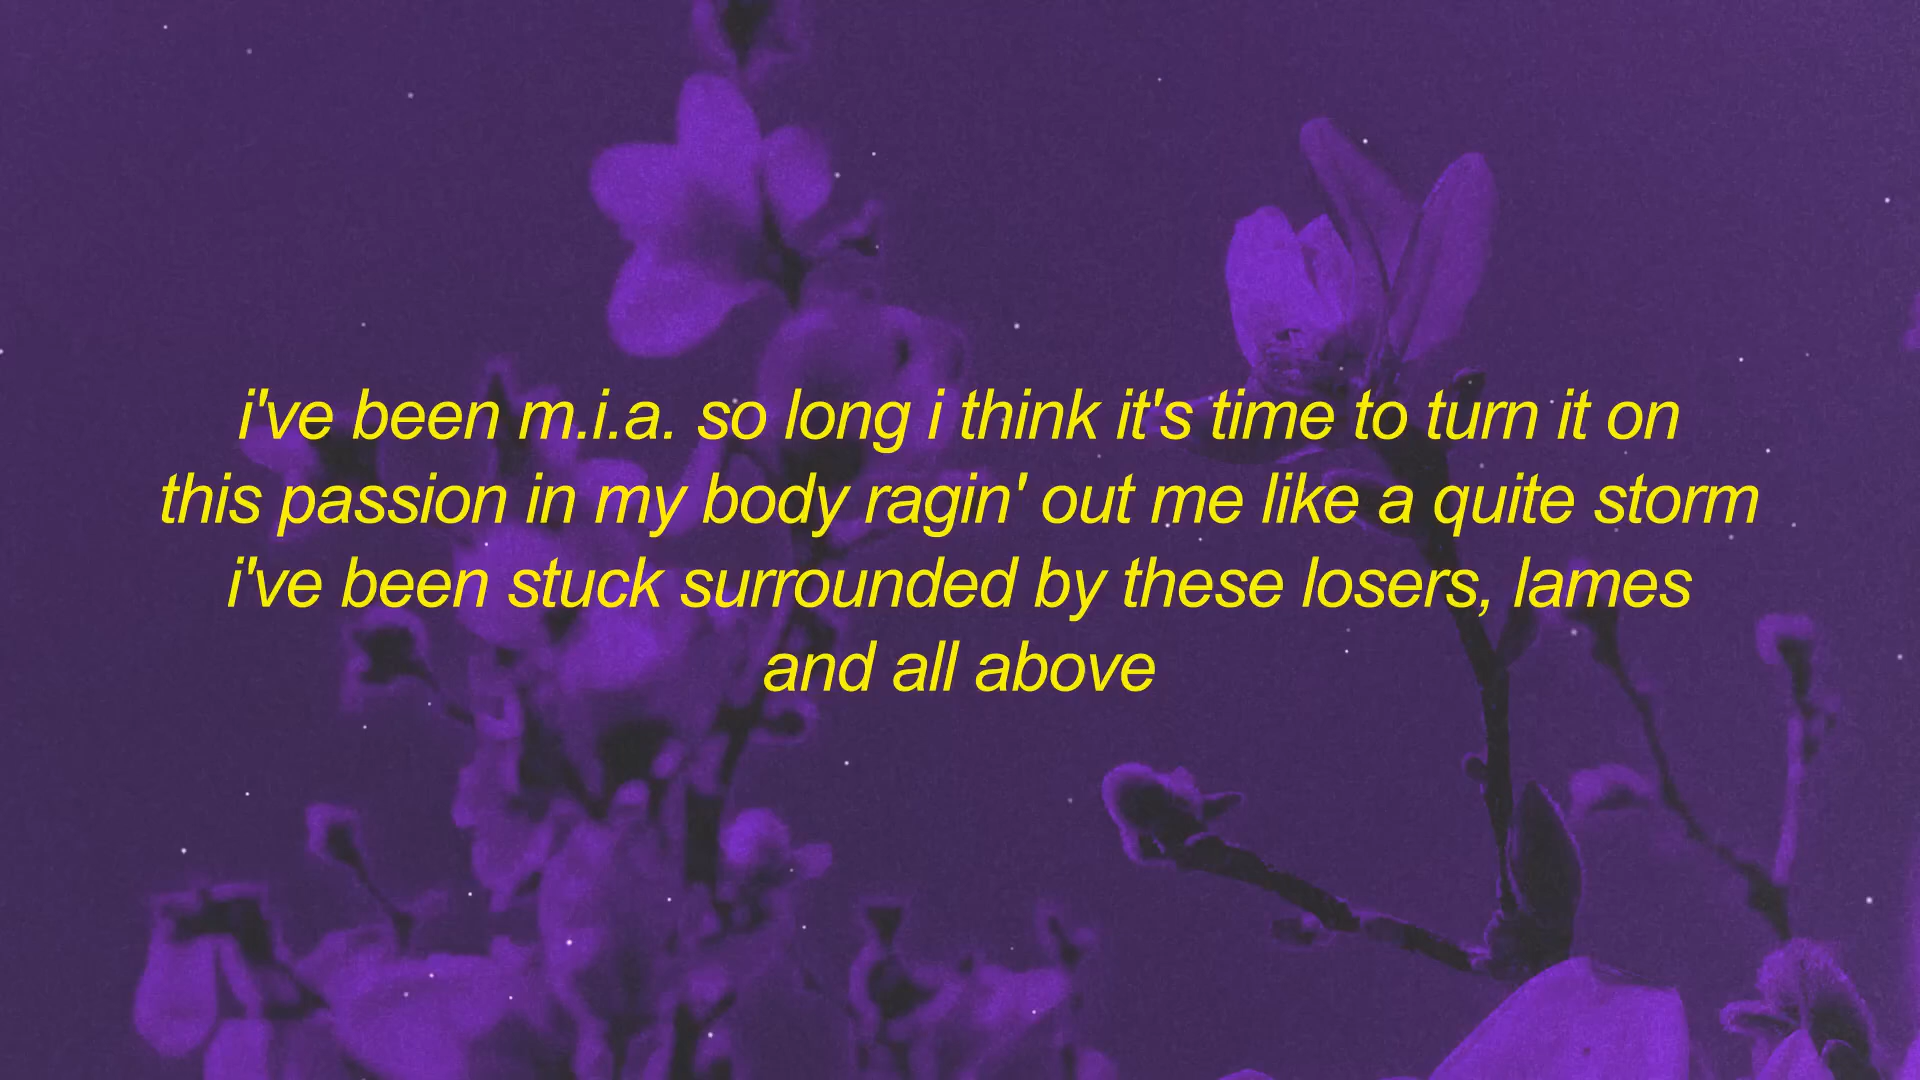 i've been m.i.a. so long i think it's time to turn it on
this passion in my body ragin' out me like a quite storm
i've been stuck surrounded by these losers, lames
and all above